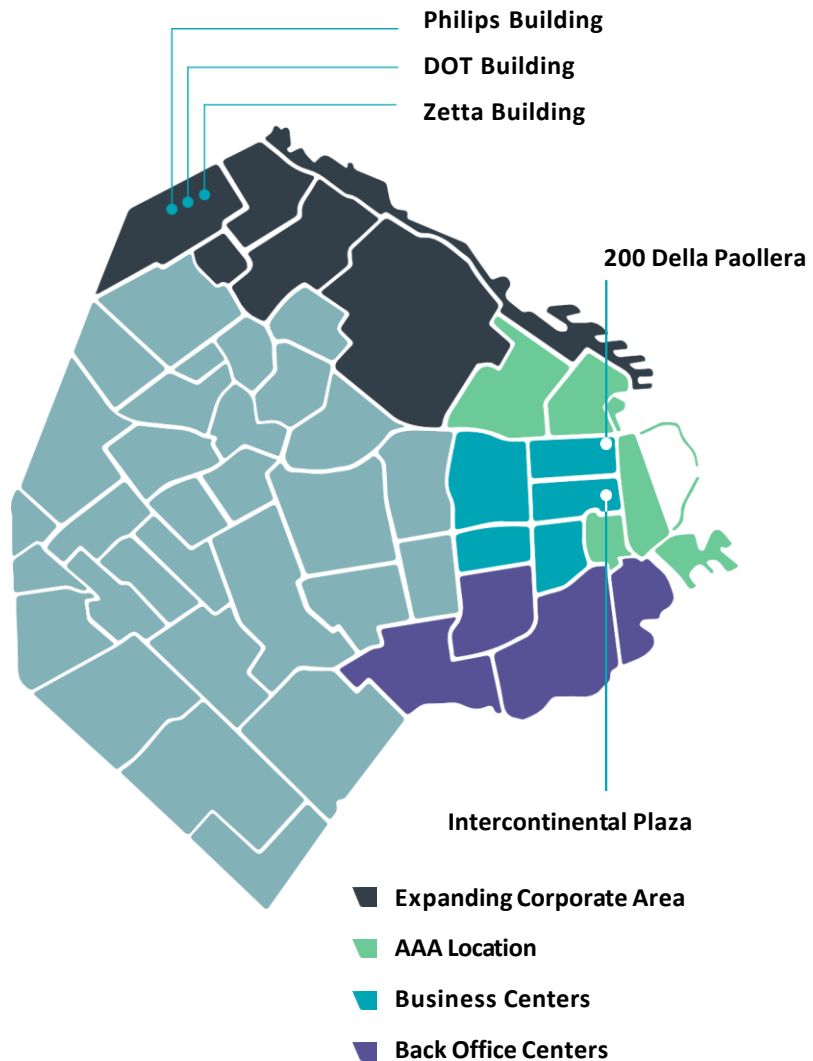 Philips Building
DOT Building
Zetta Building
200 Della Paollera
Intercontinental Plaza
Expanding Corporate Area
AAA Location
Business Centers
Back Office Centers